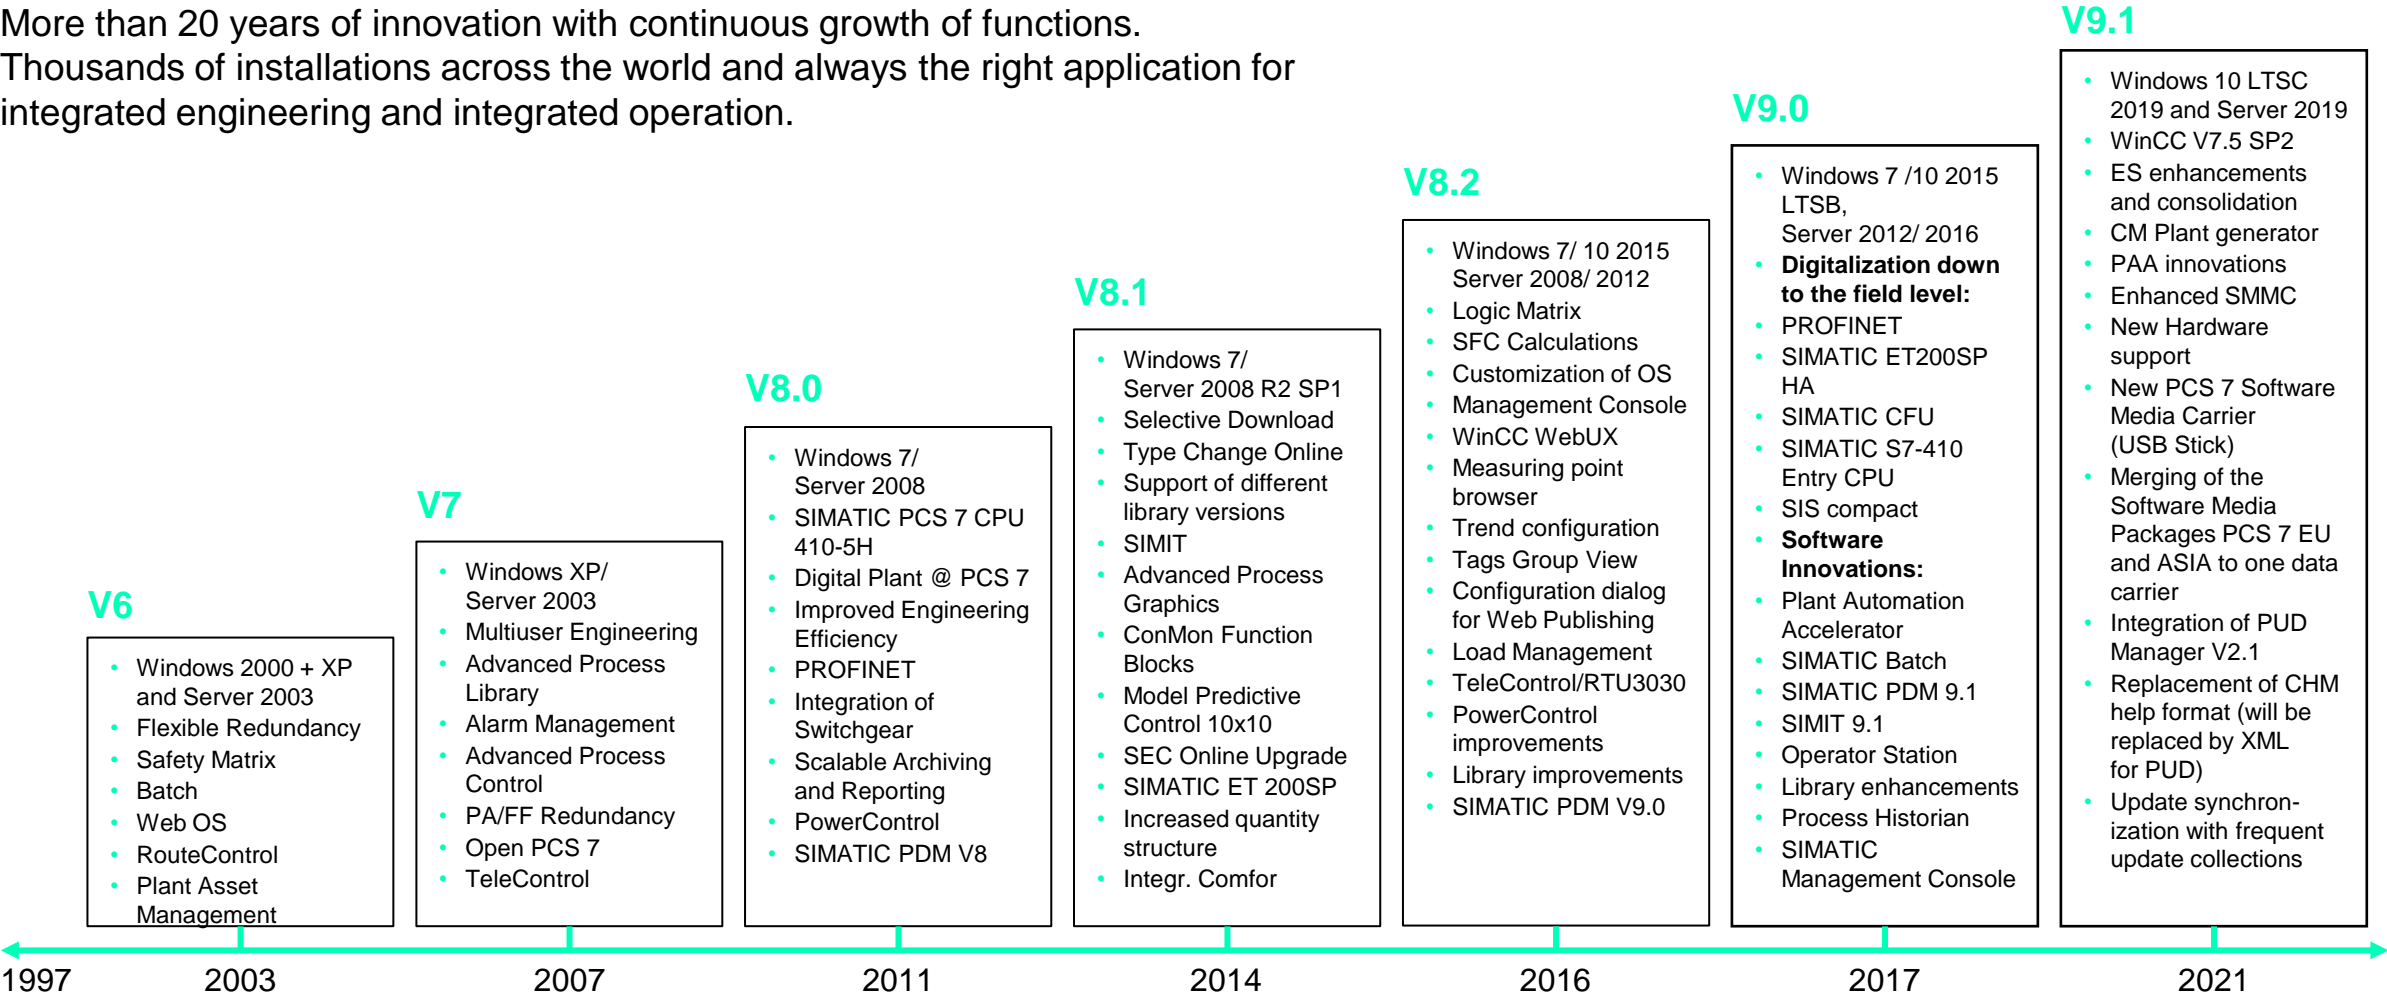 More than 20 years of innovation with continuous growth of functions.
Thousands of installations across the world and always the right application for
integrated engineering and integrated operation.
V6
• Windows 2000 + XP
and Server 2003
• Flexible Redundancy
• Safety Matrix
• Batch
• Web OS
• RouteControl
• Plant Asset
Management
V7
• Windows XP/
Server 2003
• Multiuser Engineering
• Advanced Process
Library
• Alarm Management
• Advanced Process
Control
• PA/FF Redundancy
• Open PCS 7
• TeleControl
V8.0
• Windows 7/
Server 2008
• SIMATIC PCS 7 CPU
410-5H
• Digital Plant @ PCS 7
• Improved Engineering
Efficiency
• PROFINET
• Integration of
Switchgear
• Scalable Archiving
and Reporting
• PowerControl
• SIMATIC PDM V8
V8.1
• Windows 7/
Server 2008 R2 SP1
• Selective Download
• Type Change Online
• Support of different
library versions
• SIMIT
• Advanced Process
Graphics
• ConMon Function
Blocks
• Model Predictive
Control 10x10
• SEC Online Upgrade
• SIMATIC ET 200SP
• Increased quantity
structure
• Integr. Comfor
V8.2
• Windows 7/ 10 2015
Server 2008/ 2012
• Logic Matrix
• SFC Calculations
• Customization of OS
• Management Console
• WinCC WebUX
• Measuring point
browser
• Trend configuration
• Tags Group View
• Configuration dialog
for Web Publishing
• Load Management
• TeleControl/RTU3030
• PowerControl
improvements
• Library improvements
• SIMATIC PDM V9.0
V9.0
• Windows 7 /10 2015
LTSB,
Server 2012/ 2016
• Digitalization down
to the field level:
• PROFINET
• SIMATIC ET200SP
HA
• SIMATIC CFU
• SIMATIC S7-410
Entry CPU
• SIS compact
• Software
Innovations:
• Plant Automation
Accelerator
• SIMATIC Batch
• SIMATIC PDM 9.1
• SIMIT 9.1
• Operator Station
• Library enhancements
• Process Historian
• SIMATIC
Management Console
V9.1
• Windows 10 LTSC
2019 and Server 2019
• WinCC V7.5 SP2
• ES enhancements
and consolidation
• CM Plant generator
• PAA innovations
• Enhanced SMMC
• New Hardware
support
• New PCS 7 Software
Media Carrier
(USB Stick)
• Merging of the
Software Media
Packages PCS 7 EU
and ASIA to one data
carrier
• Integration of PUD
Manager V2.1
• Replacement of CHM
help format (will be
replaced by XML
for PUD)
• Update synchron-
ization with frequent
update collections
1997 2003 2007 2011 2014 2016 2017 2021